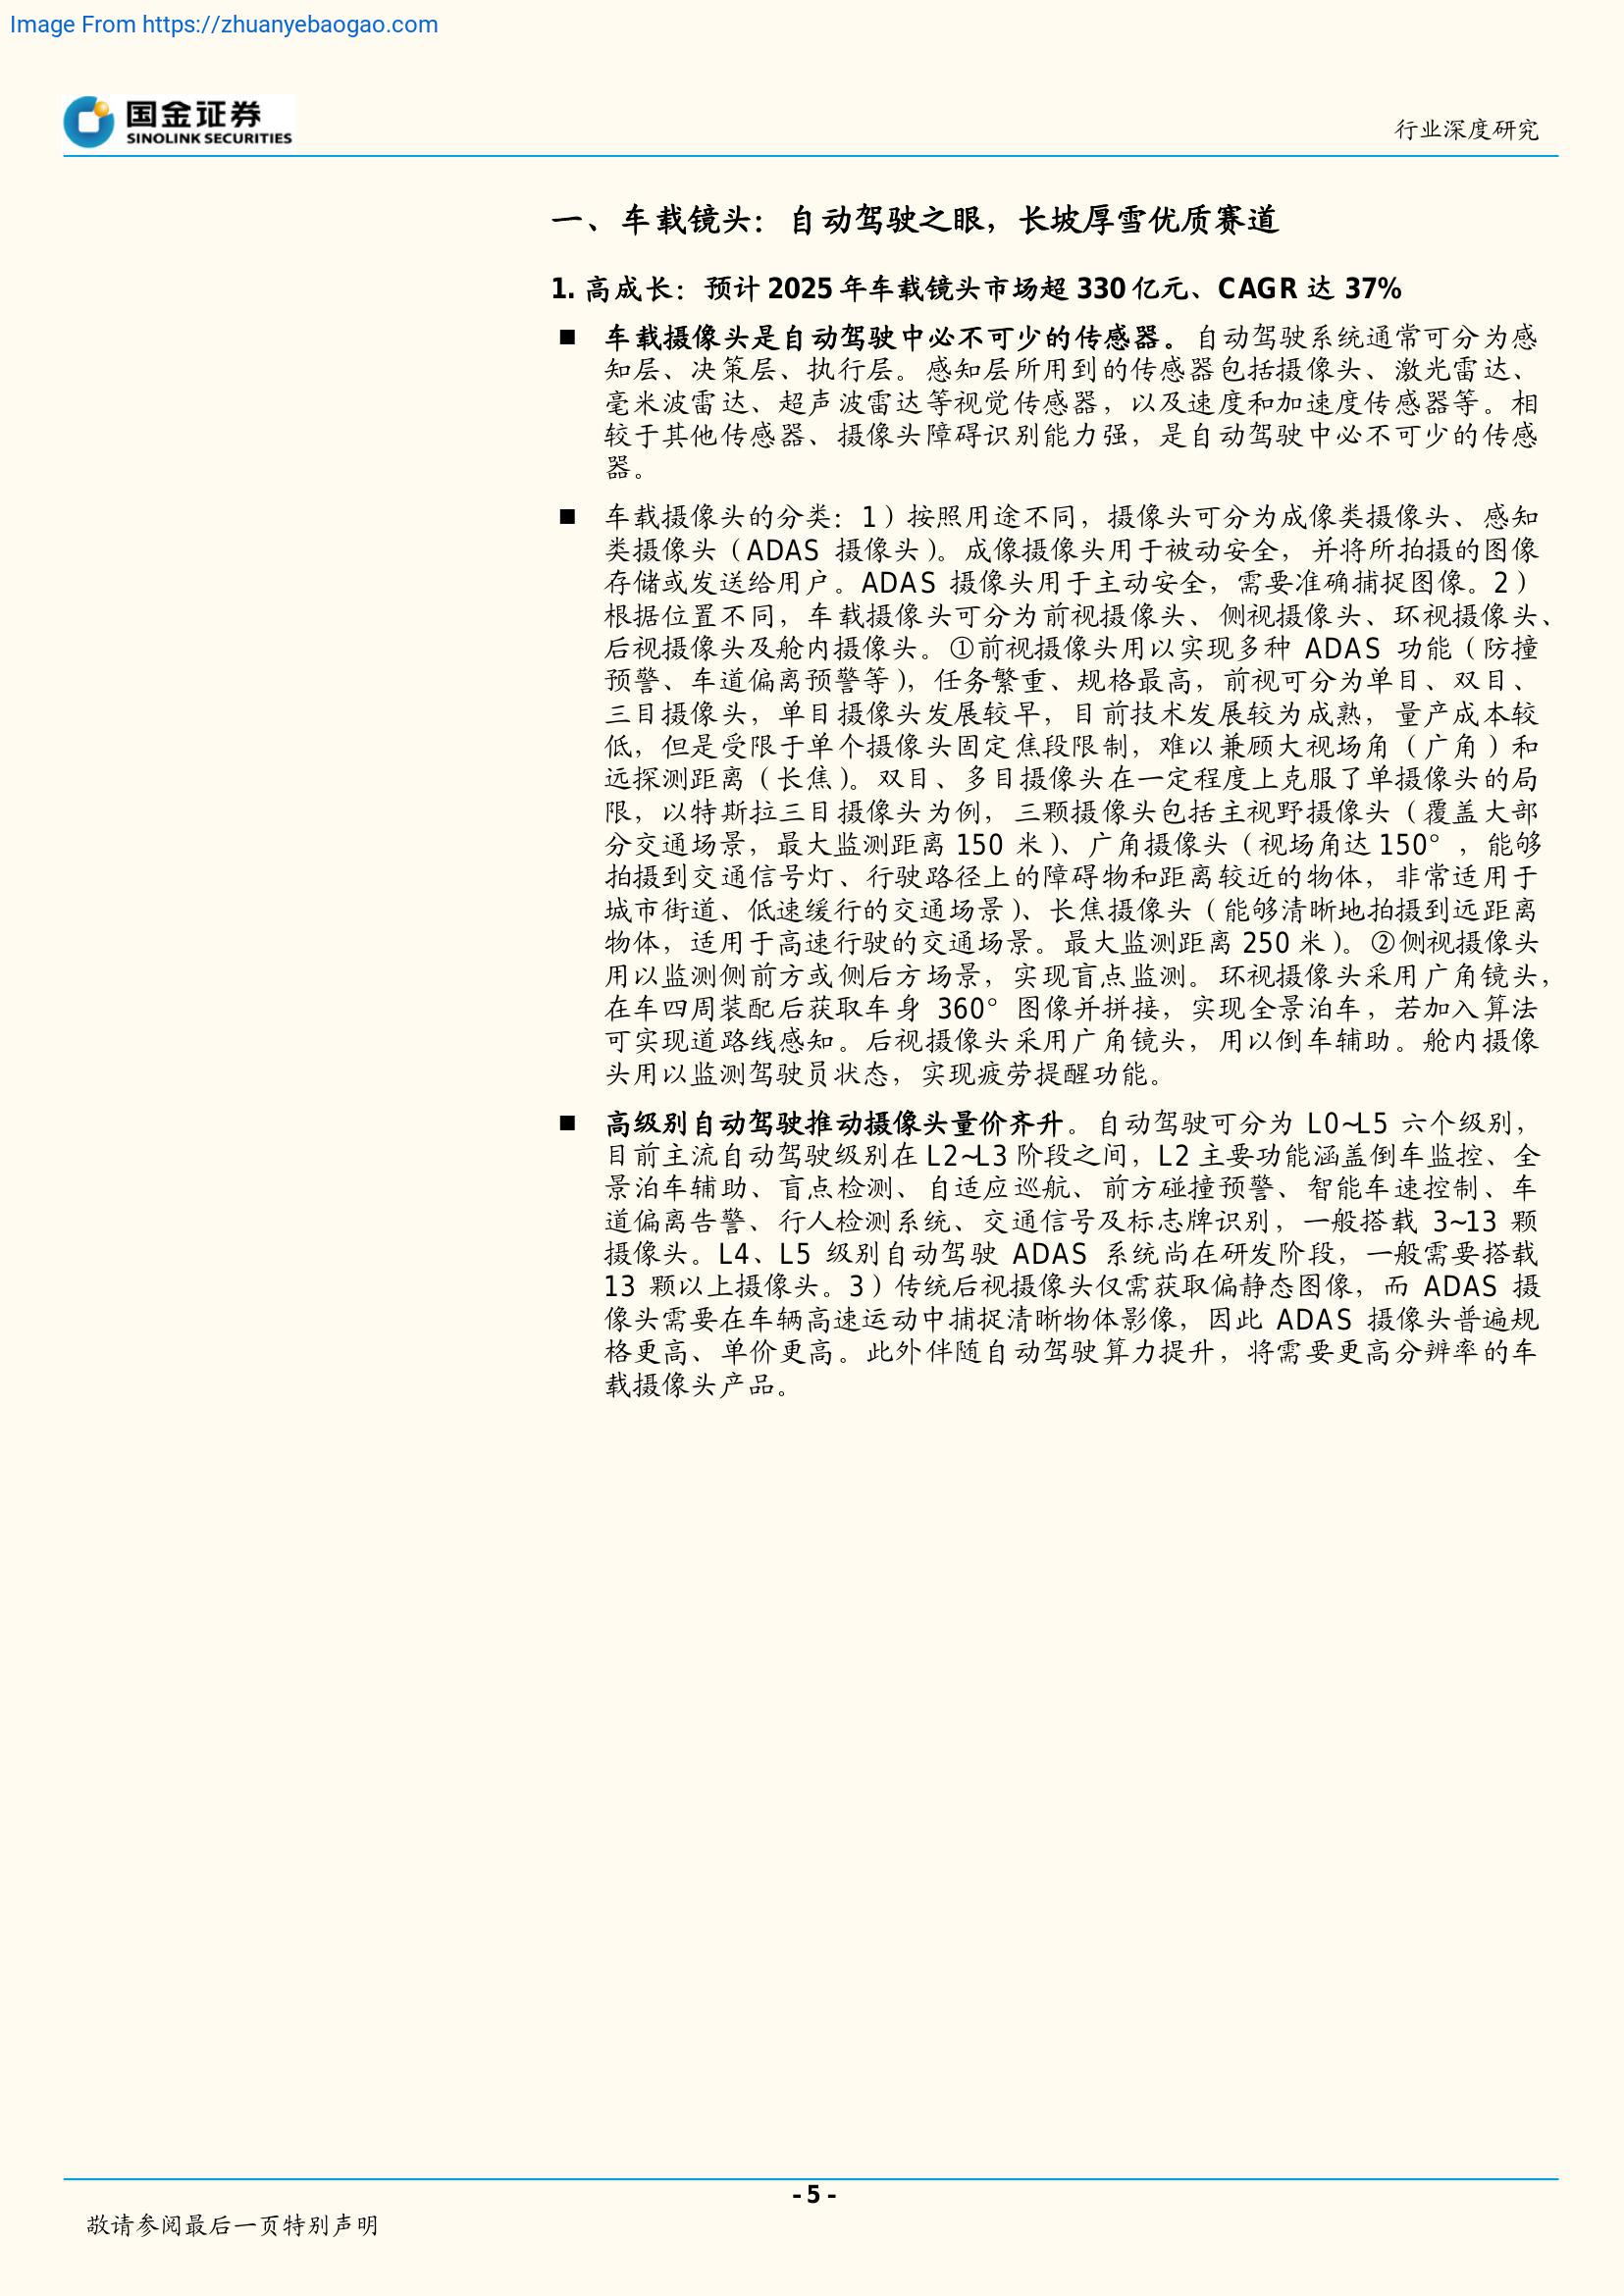 Image From https://zhuanyebaogao.com
国金证券
SINOLINK SECURITIES
行业深度研究
一、车载镜头：自动驾驶之眼，长坡厚雪优质赛道
1. 高成长：预计 2025 年车载镜头市场超 330 亿元、CAGR 达 37%
■ 车载摄像头是自动驾驶中必不可少的传感器。自动驾驶系统通常可分为感
知层、决策层、执行层。感知层所用到的传感器包括摄像头、激光雷达、
毫米波雷达、超声波雷达等视觉传感器，以及速度和加速度传感器等。相
较于其他传感器、摄像头障碍识别能力强，是自动驾驶中必不可少的传感
器。
■ 车载摄像头的分类：1）按照用途不同，摄像头可分为成像类摄像头、感知
类摄像头（ADAS 摄像头）。成像摄像头用于被动安全，并将所拍摄的图像
存储或发送给用户。ADAS 摄像头用于主动安全，需要准确捕捉图像。2）
根据位置不同，车载摄像头可分为前视摄像头、侧视摄像头、环视摄像头、
后视摄像头及舱内摄像头。①前视摄像头用以实现多种 ADAS 功能（防撞
预警、车道偏离预警等），任务繁重、规格最高，前视可分为单目、双目、
三目摄像头，单目摄像头发展较早，目前技术发展较为成熟，量产成本较
低，但是受限于单个摄像头固定焦段限制，难以兼顾大视场角（广角）和
远探测距离（长焦）。双目、多目摄像头在一定程度上克服了单摄像头的局
限，以特斯拉三目摄像头为例，三颗摄像头包括主视野摄像头（覆盖大部
分交通场景，最大监测距离 150 米）、广角摄像头（视场角达 150°，能够
拍摄到交通信号灯、行驶路径上的障碍物和距离较近的物体，非常适用于
城市街道、低速缓行的交通场景）、长焦摄像头（能够清晰地拍摄到远距离
物体，适用于高速行驶的交通场景。最大监测距离 250 米）。②侧视摄像头
用以监测侧前方或侧后方场景，实现盲点监测。环视摄像头采用广角镜头，
在车四周装配后获取车身 360° 图像并拼接，实现全景泊车，若加入算法
可实现道路线感知。后视摄像头采用广角镜头，用以倒车辅助。舱内摄像
头用以监测驾驶员状态，实现疲劳提醒功能。
■ 高级别自动驾驶推动摄像头量价齐升。自动驾驶可分为 L0~L5 六个级别，
目前主流自动驾驶级别在 L2~L3 阶段之间，L2 主要功能涵盖倒车监控、全
景泊车辅助、盲点检测、自适应巡航、前方碰撞预警、智能车速控制、车
道偏离告警、行人检测系统、交通信号及标志牌识别，一般搭载 3~13 颗
摄像头。L4、L5 级别自动驾驶 ADAS 系统尚在研发阶段，一般需要搭载
13 颗以上摄像头。3）传统后视摄像头仅需获取偏静态图像，而 ADAS 摄
像头需要在车辆高速运动中捕捉清晰物体影像，因此 ADAS 摄像头普遍规
格更高、单价更高。此外伴随自动驾驶算力提升，将需要更高分辨率的车
载摄像头产品。
- 5 -
敬请参阅最后一页特别声明